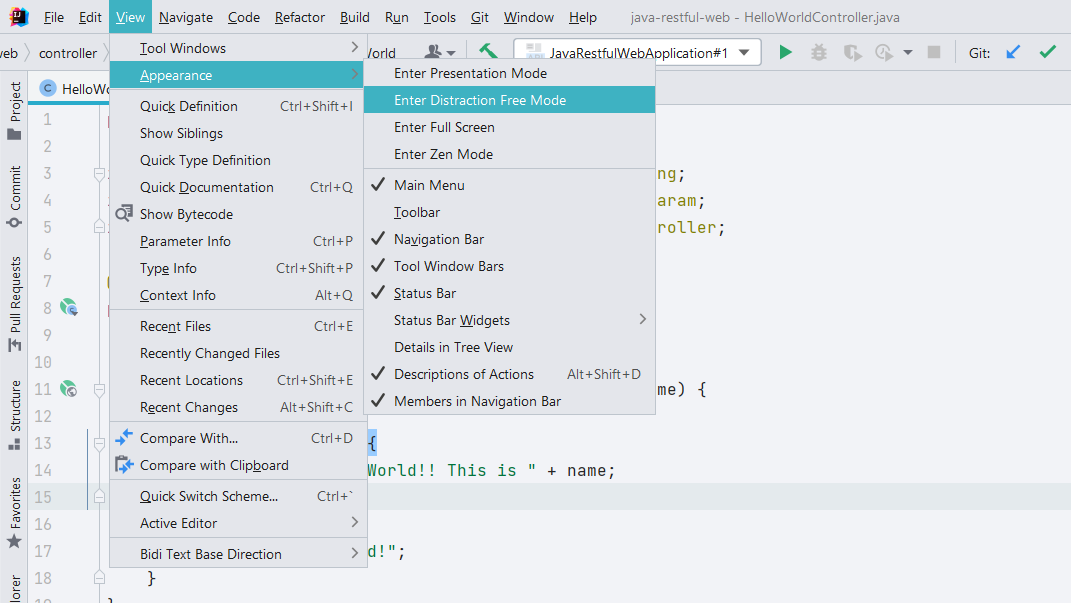 File Edit View Navigate Code Refactor Build Run Tools Git Window Help java-restful-web - HelloWorldController.java
controller JavaRestfulWebApplication#1 Git:
Project
Commit
Pull Requests
Structure
Favorites
Tool Windows
Appearance
Quick Definition Ctrl+Shift+I
Show Siblings
Quick Type Definition
Quick Documentation Ctrl+Q
Show Bytecode
Parameter Info Ctrl+P
Type Info Ctrl+Shift+P
Context Info Alt+Q
Recent Files Ctrl+E
Recently Changed Files
Recent Locations Ctrl+Shift+E
Recent Changes Alt+Shift+C
Compare With... Ctrl+D
Compare with Clipboard
Quick Switch Scheme... Ctrl+`
Active Editor
Bidi Text Base Direction
Enter Presentation Mode
Enter Distraction Free Mode
Enter Full Screen
Enter Zen Mode
Main Menu
Toolbar
Navigation Bar
Tool Window Bars
Status Bar
Status Bar Widgets
Details in Tree View
Descriptions of Actions Alt+Shift+D
Members in Navigation Bar
1
2
3 ng;
4 aram;
5 roller;
6
7
8
9
10
11 me) {
12
13 {
14 World!! This is " + name;
15
16
17 d!";
18 }